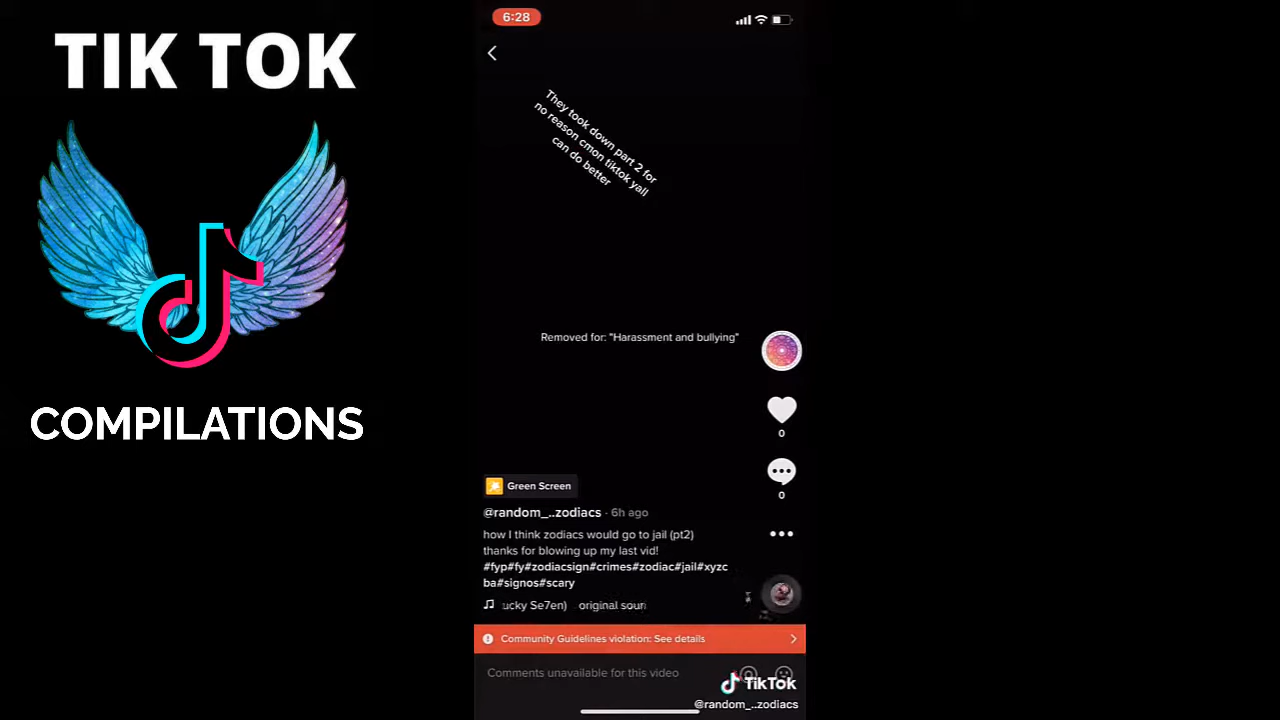 TIK TOK
COMPILATIONS
6:28
They took down part 2 for
no reason cmon tiktok yall
can do better
Removed for: "Harassment and bullying"
0
0
Green Screen
@random_..zodiacs · 6h ago
how I think zodiacs would go to jail (pt2)
thanks for blowing up my last vid!
#fyp#fy#zodiacsign#crimes#zodiac#jail#xyzc
ba#signos#scary
ucky Se7en) original soun
Community Guidelines violation: See details
Comments unavailable for this video
TikTok
@random_..zodiacs